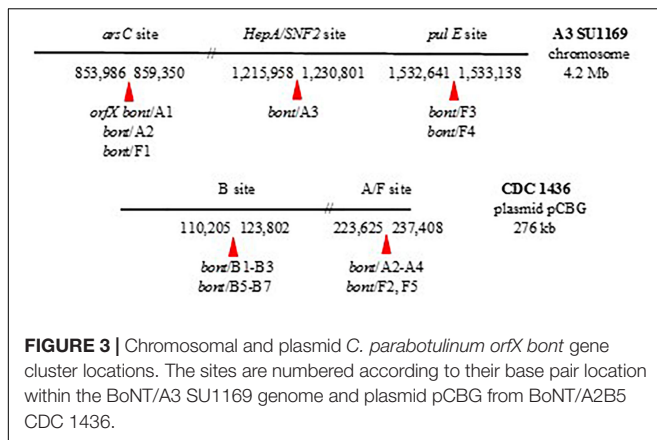 arsC site HepA/SNF2 site pul E site A3 SU1169
chromosome
// 
853,986 859,350 1,215,958 1,230,801 1,532,641 1,533,138 4.2 Mb
orfX bont/A1 bont/A3 bont/F3
bont/A2 bont/F4
bont/F1
B site A/F site CDC 1436
// plasmid pCBG
110,205 123,802 223,625 237,408 276 kb
bont/B1-B3 bont/A2-A4
bont/B5-B7 bont/F2, F5
FIGURE 3 | Chromosomal and plasmid C. parabotulinum orfX bont gene
cluster locations. The sites are numbered according to their base pair location
within the BoNT/A3 SU1169 genome and plasmid pCBG from BoNT/A2B5
CDC 1436.